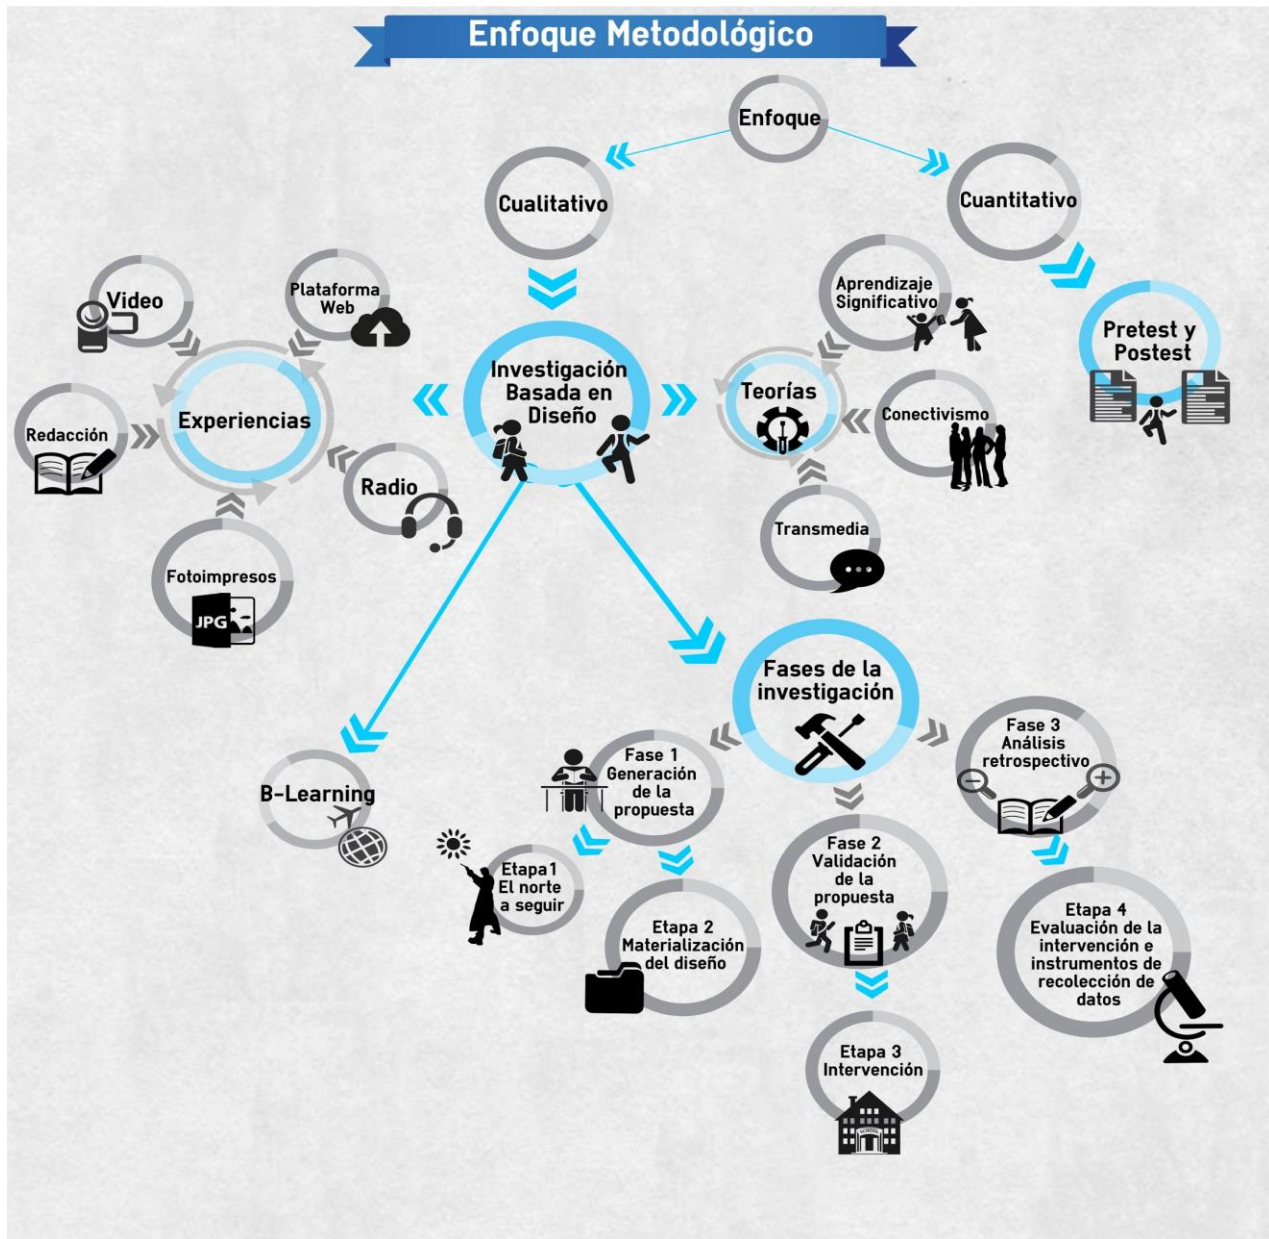 Enfoque Metodológico
Enfoque
Cualitativo
Cuantitativo
Aprendizaje
Significativo
Video
Plataforma
Web
Pretest y
Postest
Investigación
Basada en
Diseño
Teorías
Experiencias
Conectivismo
Redacción
Radio
Transmedia
Fotoimpresos
JPG
Fases de la
investigación
Fase 3
Análisis
retrospectivo
Fase 1
Generación
de la
propuesta
B-Learning
Fase 2
Validación
de la
propuesta
Etapa1
El norte
a seguir
Etapa 2
Materialización
del diseño
Etapa 4
Evaluación de la
intervención e
instrumentos de
recolección de
datos
Etapa 3
Intervención
SCHOOL